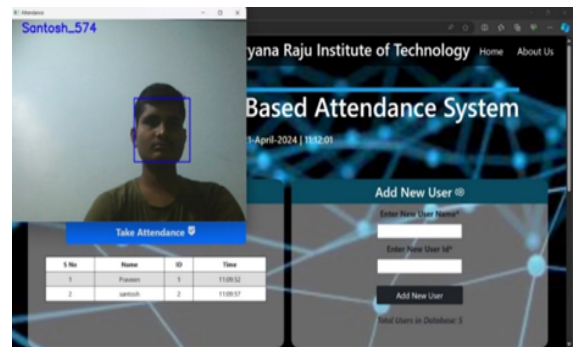 Attendance
Santosh_574
ryana Raju Institute of Technology
Home
About Us
Based Attendance System
1-April-2024 | 11:12:01
Take Attendance
S No Name ID Time
1 Praveen 1 11:09:52
2 santosh 2 11:09:57
Add New User
Enter New User Name*
Enter New User Id*
Add New User
Total Users in Database: 5